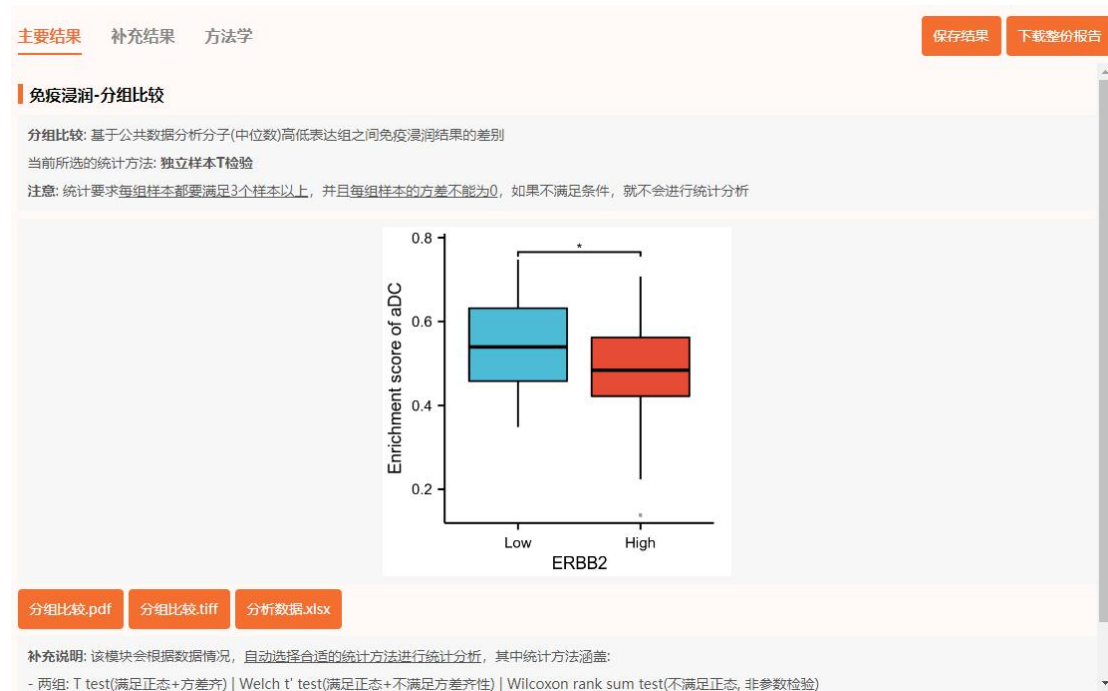 主要结果 补充结果 方法学 保存结果 下载整份报告
免疫浸润-分组比较
分组比较: 基于公共数据分析分子(中位数)高低表达组之间免疫浸润结果的差别
当前所选的统计方法: 独立样本T检验
注意: 统计要求每组样本都要满足3个样本以上，并且每组样本的方差不能为0，如果不满足条件，就不会进行统计分析
*
Enrichment score of aDC
0.8
0.6
0.4
0.2
Low High
ERBB2
分组比较.pdf 分组比较.tiff 分析数据.xlsx
补充说明: 该模块会根据数据情况，自动选择合适的统计方法进行统计分析，其中统计方法涵盖:
- 两组: T test(满足正态+方差齐) | Welch t' test(满足正态+不满足方差齐性) | Wilcoxon rank sum test(不满足正态, 非参数检验)